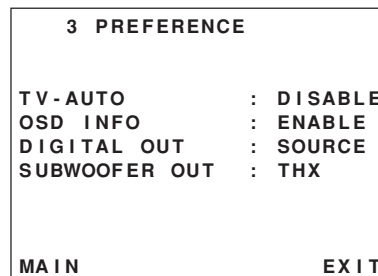 3 PREFERENCE
TV-AUTO : DISABLE
OSD INFO : ENABLE
DIGITAL OUT : SOURCE
SUBWOOFER OUT : THX
MAIN EXIT